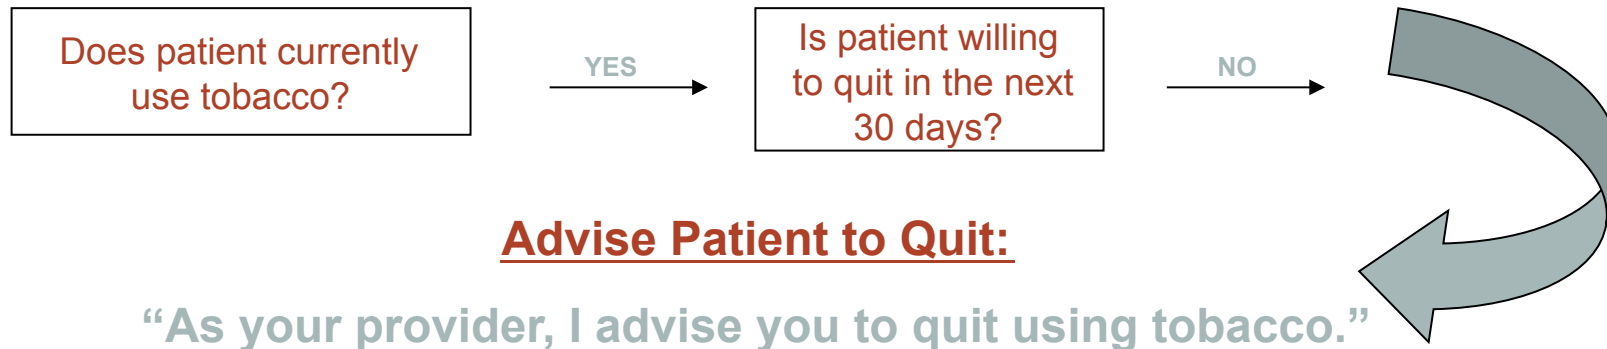 Does patient currently
use tobacco?
YES
Is patient willing
to quit in the next
30 days?
NO
Advise Patient to Quit:
“As your provider, I advise you to quit using tobacco.”